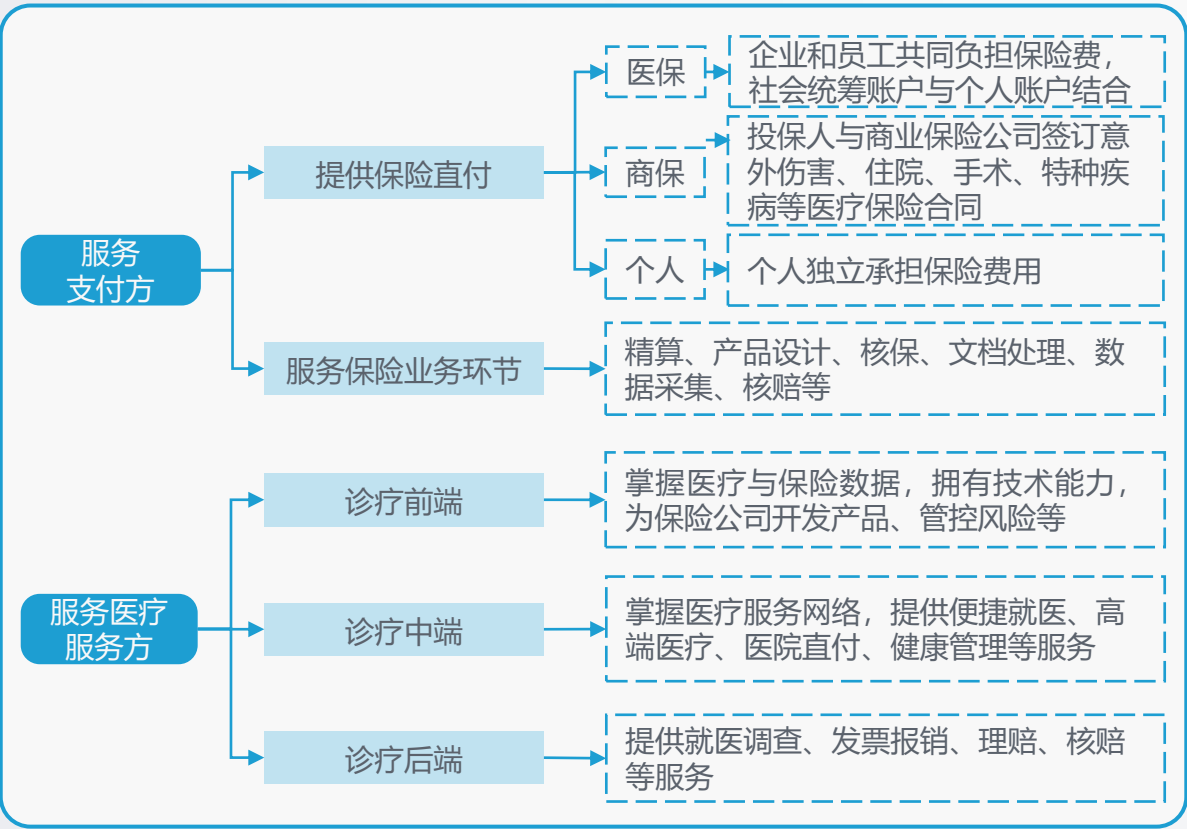 服务
支付方
提供保险直付
医保
企业和员工共同负担保险费，
社会统筹账户与个人账户结合
商保
投保人与商业保险公司签订意
外伤害、住院、手术、特种疾
病等医疗保险合同
个人
个人独立承担保险费用
服务保险业务环节
精算、产品设计、核保、文档处理、数
据采集、核赔等
服务医疗
服务方
诊疗前端
掌握医疗与保险数据，拥有技术能力，
为保险公司开发产品、管控风险等
诊疗中端
掌握医疗服务网络，提供便捷就医、高
端医疗、医院直付、健康管理等服务
诊疗后端
提供就医调查、发票报销、理赔、核赔
等服务